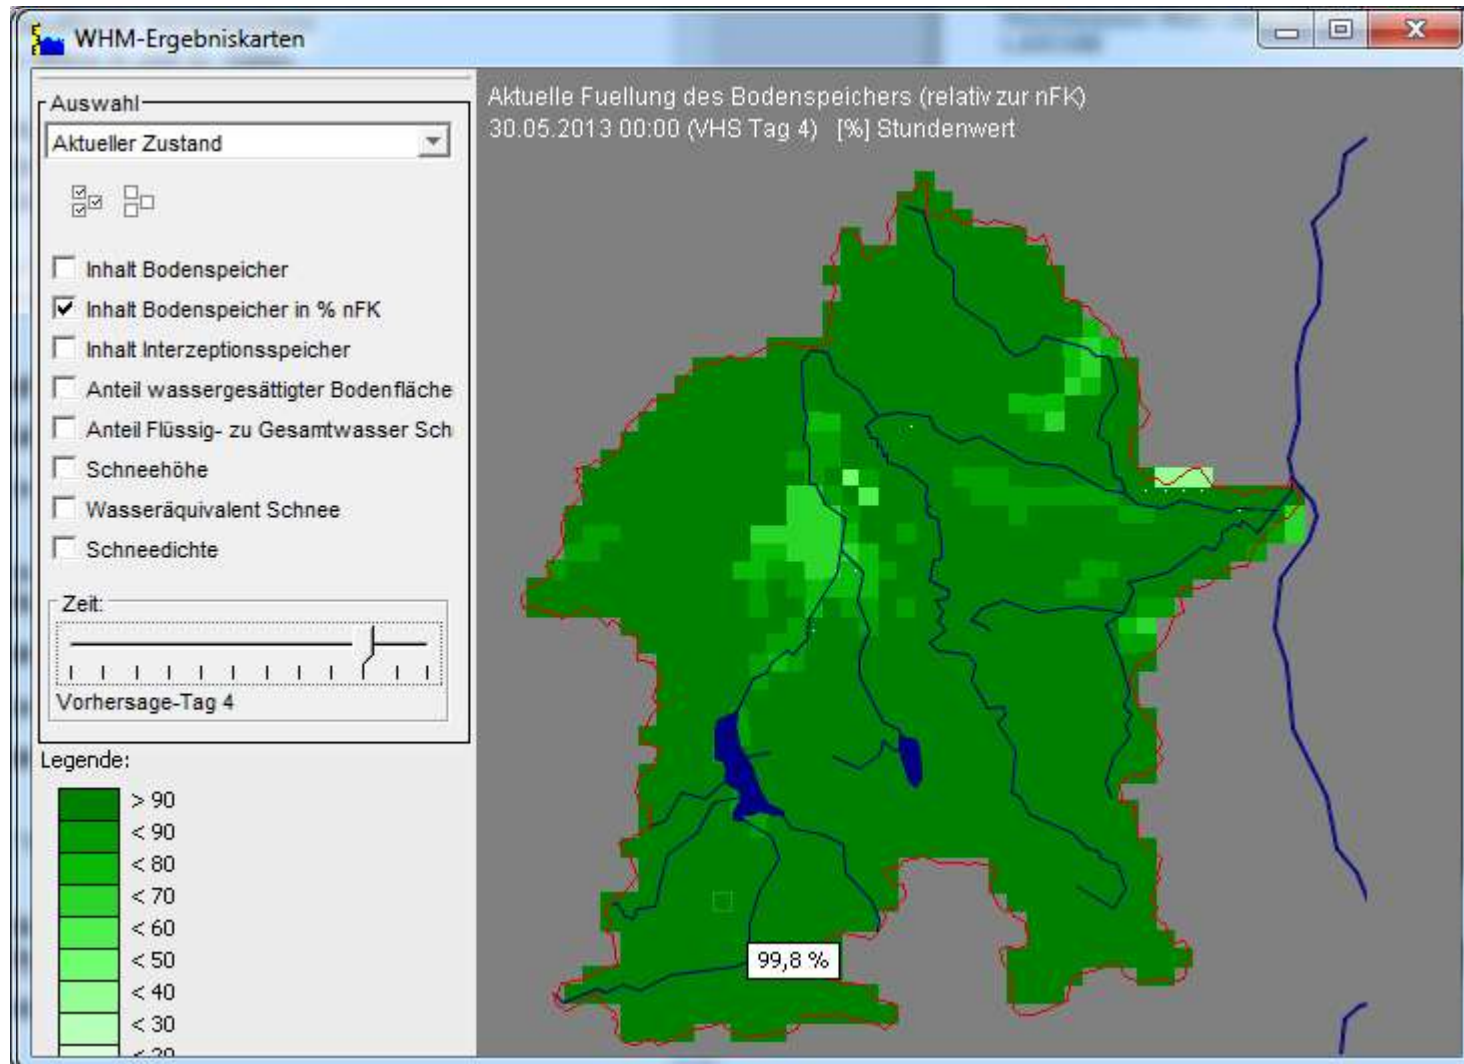 WHM-Ergebniskarten
Auswahl
Aktueller Zustand
Inhalt Bodenspeicher
Inhalt Bodenspeicher in % nFK
Inhalt Interzeptionsspeicher
Anteil wassergesättigter Bodenfläche
Anteil Flüssig- zu Gesamtwasser Sch
Schneehöhe
Wasseräquivalent Schnee
Schneedichte
Zeit:
Vorhersage-Tag 4
Legende:
> 90
< 90
< 80
< 70
< 60
< 50
< 40
< 30
< 20
Aktuelle Fuellung des Bodenspeichers (relativ zur nFK)
30.05.2013 00:00 (VHS Tag 4) [%] Stundenwert
99,8 %